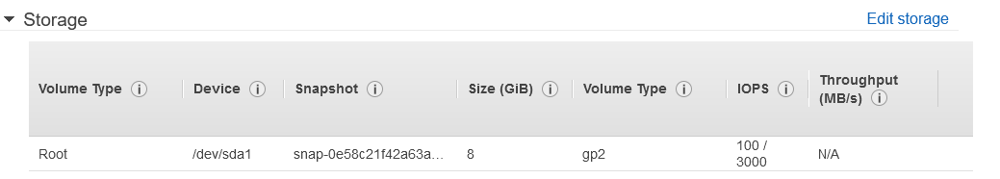 Storage
Edit storage
Volume Type Device Snapshot Size (GiB) Volume Type IOPS Throughput (MB/s)
Root /dev/sda1 snap-0e58c21f42a63a... 8 gp2 100 / 3000 N/A